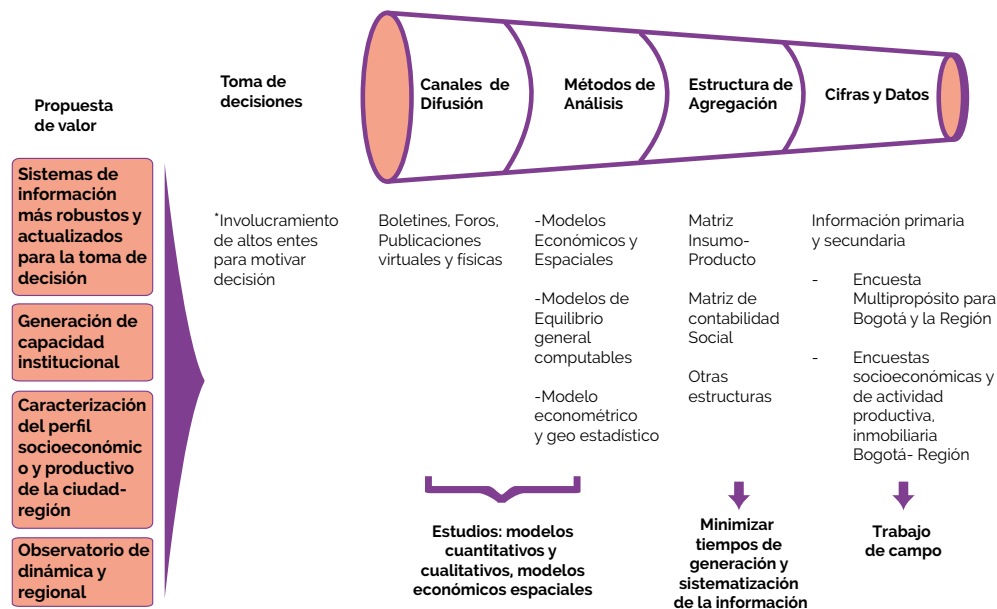 Propuesta
de valor
Sistemas de
información
más robustos y
actualizados
para la toma de
decisión
Generación de
capacidad
institucional
Caracterización
del perfil
socioeconómic
o y productivo
de la ciudad-
región
Observatorio de
dinámica y
regional
Toma de
decisiones
*Involucramiento
de altos entes
para motivar
decisión
Canales de
Difusión
Boletines, Foros,
Publicaciones
virtuales y físicas
Métodos de
Análisis
-Modelos
Económicos y
Espaciales
-Modelos de
Equilibrio
general
computables
-Modelo
econométrico
y geo estadístico
Estudios: modelos
cuantitativos y
cualitativos, modelos
económicos espaciales
Estructura de
Agregación
Matriz
Insumo-
Producto
Matriz de
contabilidad
Social
Otras
estructuras
Minimizar
tiempos de
generación y
sistematización
de la información
Cifras y Datos
Información primaria
y secundaria
- Encuesta
Multipropósito para
Bogotá y la Región
- Encuestas
socioeconómicas y
de actividad
productiva,
inmobiliaria
Bogotá- Región
Trabajo
de campo